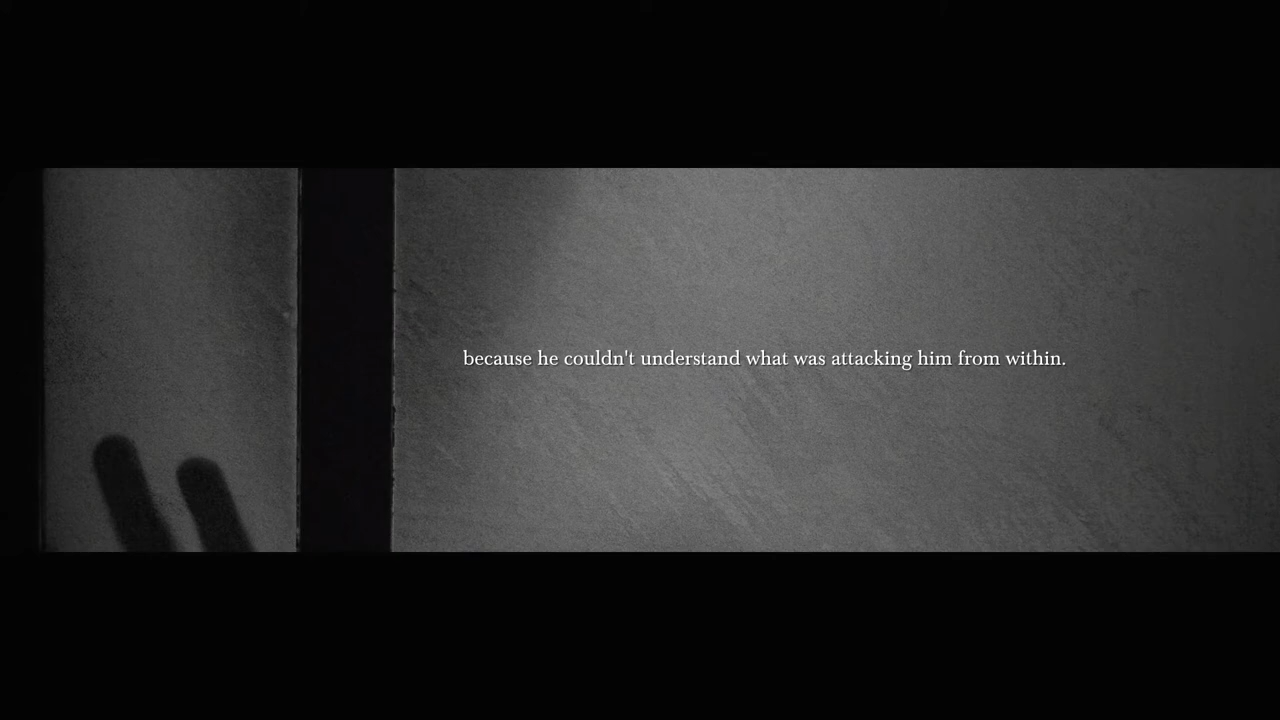 because he couldn't understand what was attacking him from within.